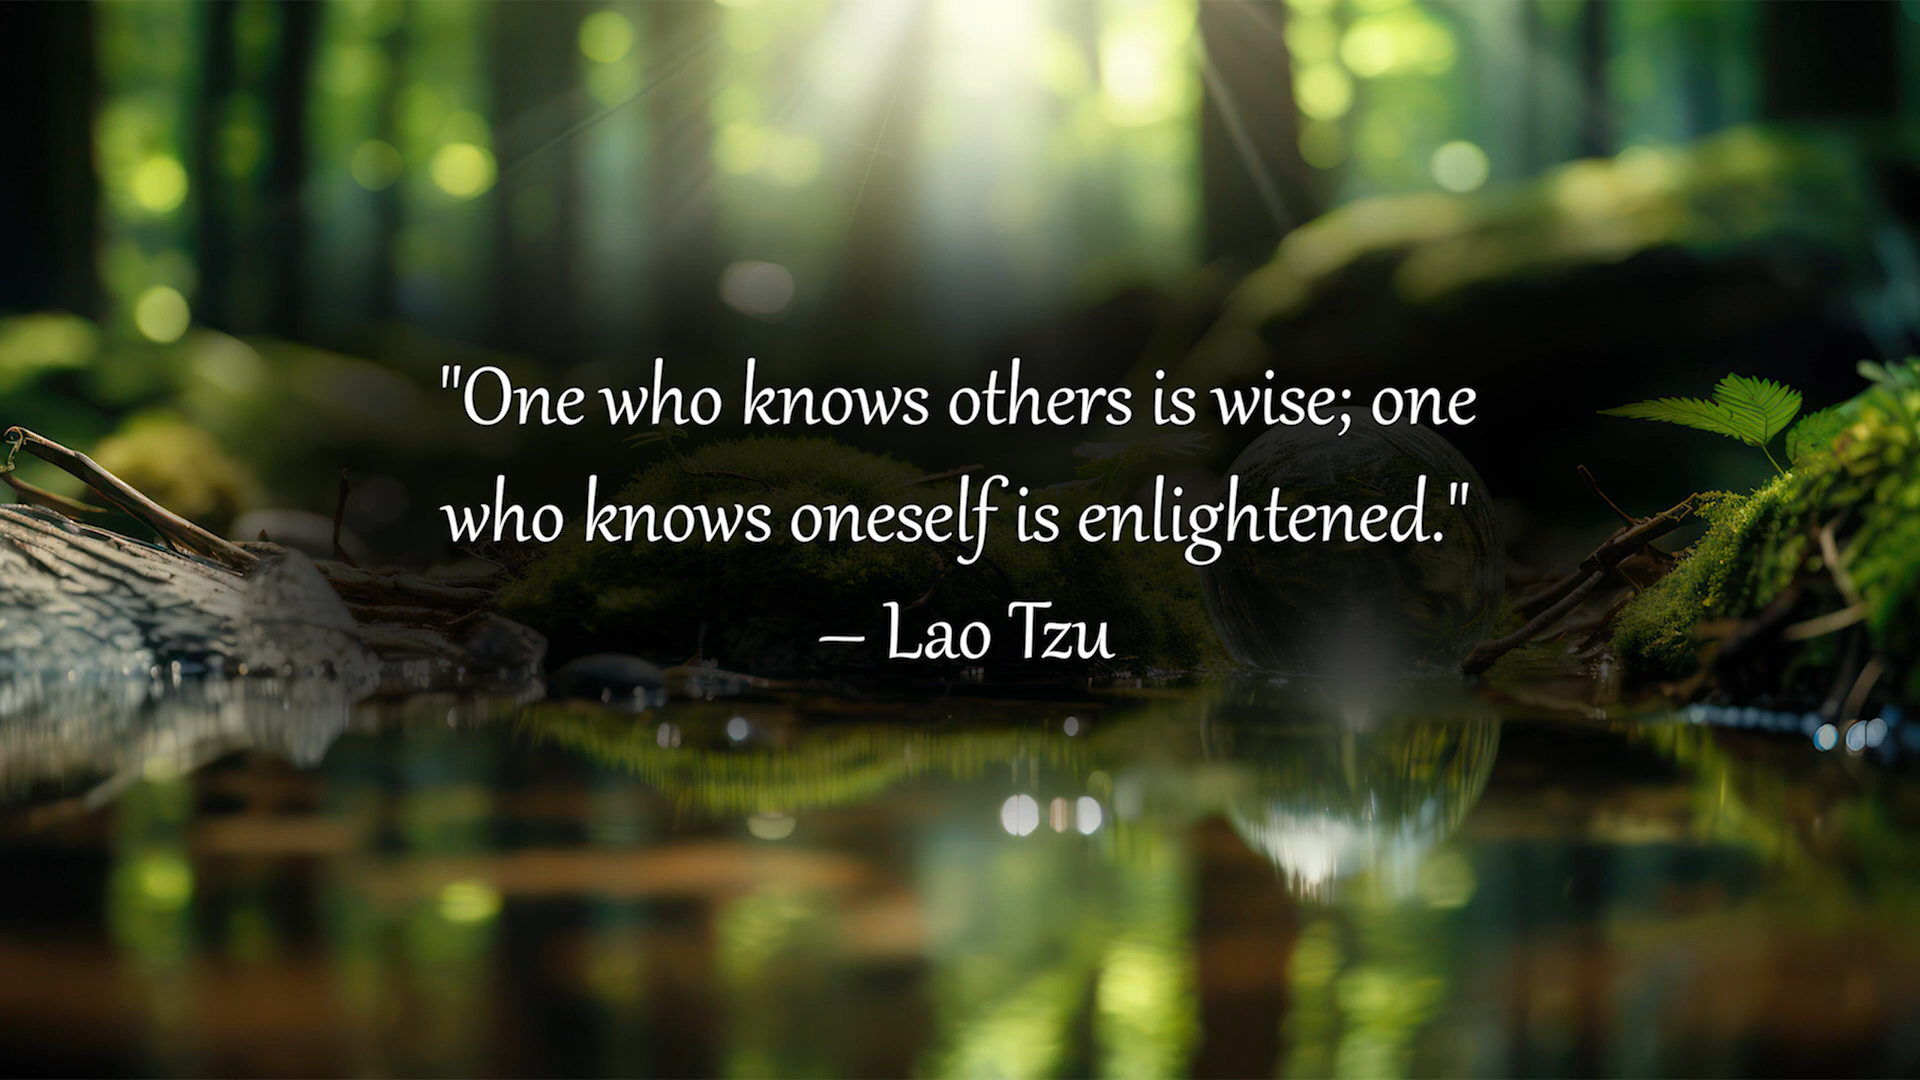 "One who knows others is wise; one
who knows oneself is enlightened."
– Lao Tzu